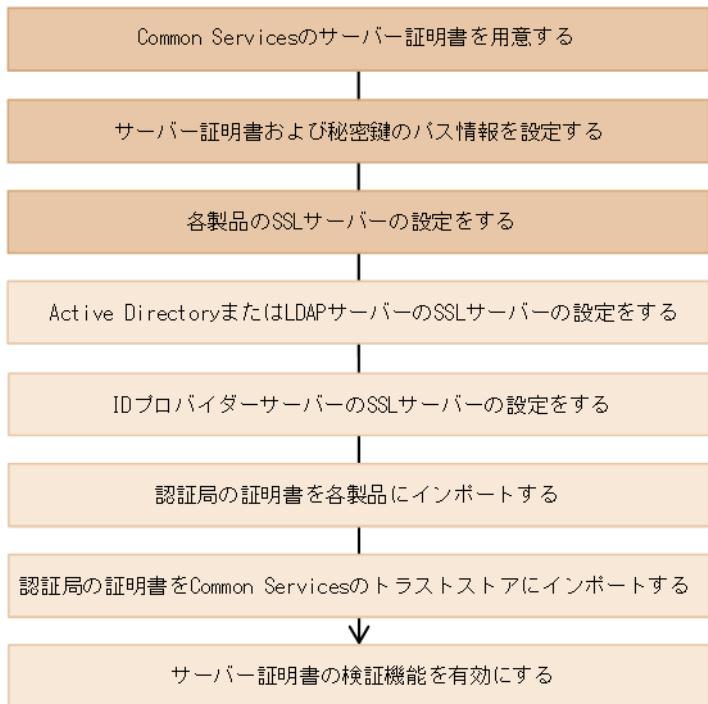 Common Servicesのサーバー証明書を用意する
サーバー証明書および秘密鍵のパス情報を設定する
各製品のSSLサーバーの設定をする
Active DirectoryまたはLDAPサーバーのSSLサーバーの設定をする
IDプロバイダーサーバーのSSLサーバーの設定をする
認証局の証明書を各製品にインポートする
認証局の証明書をCommon Servicesのトラストストアにインポートする
サーバー証明書の検証機能を有効にする